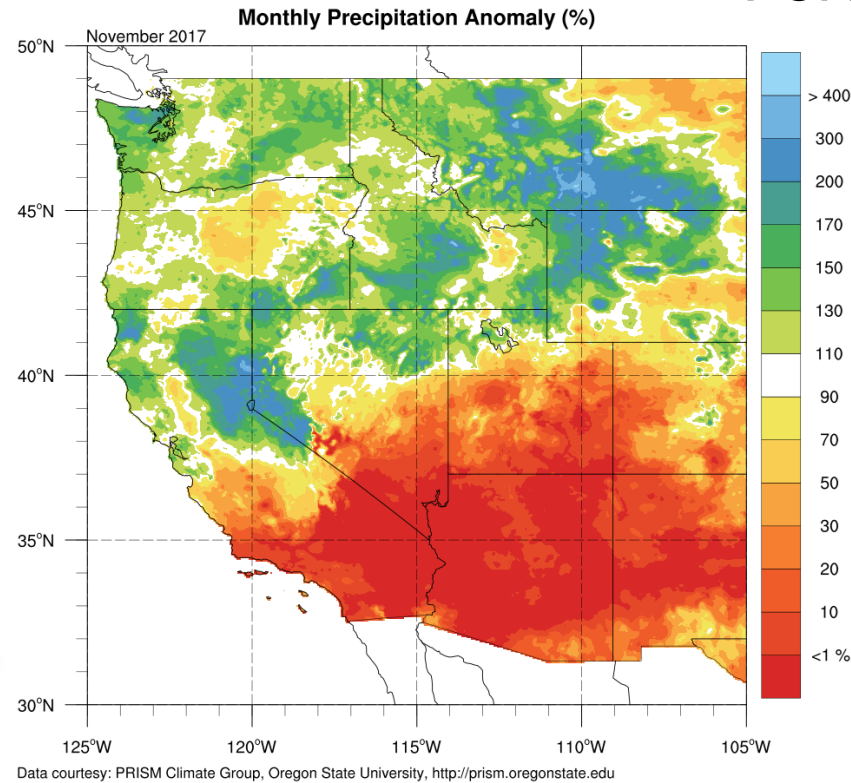 Monthly Precipitation Anomaly (%)
November 2017
50°N
45°N
40°N
35°N
30°N
125°W
120°W
115°W
110°W
105°W
> 400
300
200
170
150
130
110
90
70
50
30
20
10
<1 %
Data courtesy: PRISM Climate Group, Oregon State University, http://prism.oregonstate.edu